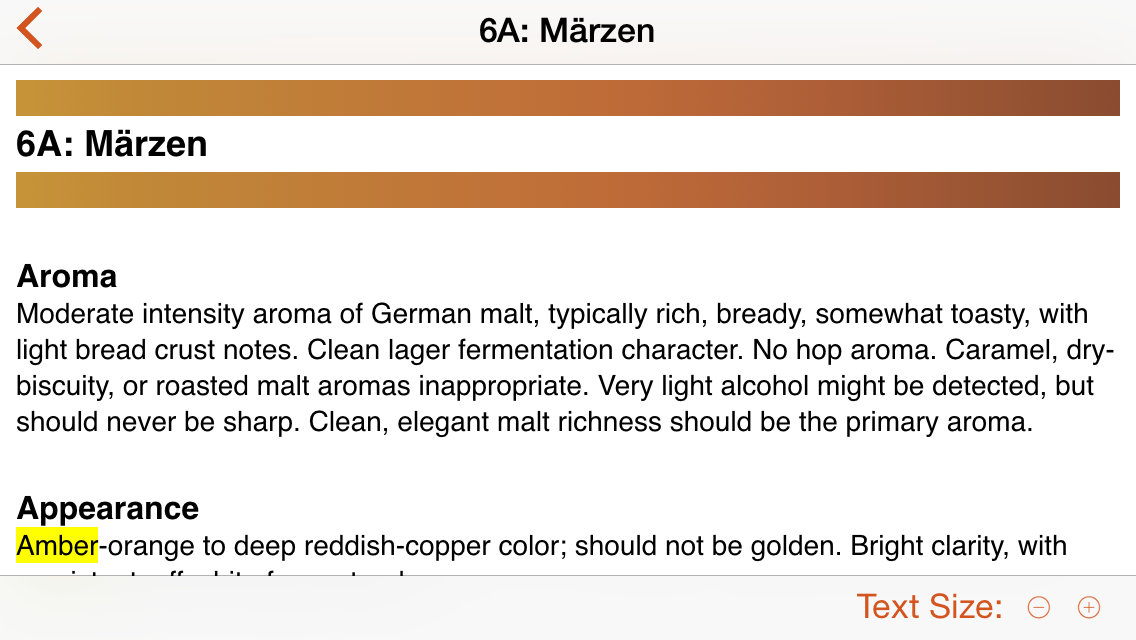 6A: Märzen
6A: Märzen
Aroma
Moderate intensity aroma of German malt, typically rich, bready, somewhat toasty, with
light bread crust notes. Clean lager fermentation character. No hop aroma. Caramel, dry-
biscuity, or roasted malt aromas inappropriate. Very light alcohol might be detected, but
should never be sharp. Clean, elegant malt richness should be the primary aroma.
Appearance
Amber-orange to deep reddish-copper color; should not be golden. Bright clarity, with
Text Size: